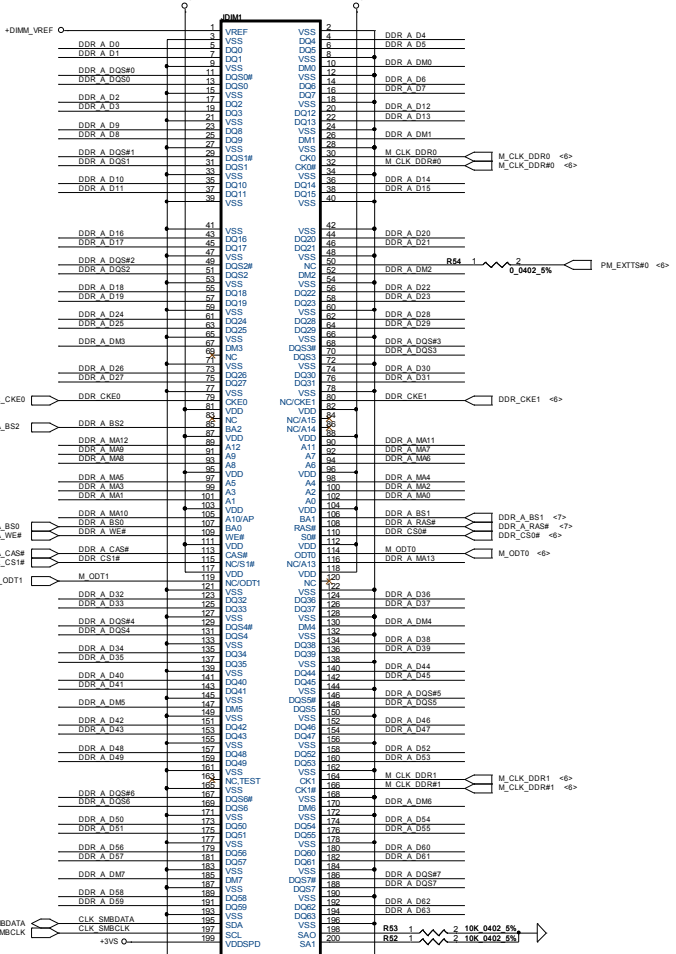 JDIM1
+DIMM_VREF 1 VREF VSS 2
3 VSS DQ4 4 DDR_A_D4
DDR_A_D0 5 DQ0 DQ5 6 DDR_A_D5
DDR_A_D1 7 DQ1 VSS 8
9 VSS DM0 10 DDR_A_DM0
DDR_A_DQS#0 11 DQS0# VSS 12
DDR_A_DQS0 13 DQS0 DQ6 14 DDR_A_D6
15 VSS DQ7 16 DDR_A_D7
DDR_A_D2 17 DQ2 VSS 18
DDR_A_D3 19 DQ3 DQ12 20 DDR_A_D12
21 VSS DQ13 22 DDR_A_D13
DDR_A_D9 23 DQ8 VSS 24
DDR_A_D8 25 DQ9 DM1 26 DDR_A_DM1
27 VSS VSS 28
DDR_A_DQS#1 29 DQS1# CK0 30 M_CLK_DDR0 M_CLK_DDR0 <6>
DDR_A_DQS1 31 DQS1 CK0# 32 M_CLK_DDR#0 M_CLK_DDR#0 <6>
33 VSS VSS 34
DDR_A_D10 35 DQ10 DQ14 36 DDR_A_D14
DDR_A_D11 37 DQ11 DQ15 38 DDR_A_D15
39 VSS VSS 40
41 VSS VSS 42
DDR_A_D16 43 DQ16 DQ20 44 DDR_A_D20
DDR_A_D17 45 DQ17 DQ21 46 DDR_A_D21
47 VSS VSS 48
DDR_A_DQS#2 49 DQS2# NC 50 R54 1 2 0_0402_5% PM_EXTTS#0 <6>
DDR_A_DQS2 51 DQS2 DM2 52 DDR_A_DM2
53 VSS VSS 54
DDR_A_D18 55 DQ18 DQ22 56 DDR_A_D22
DDR_A_D19 57 DQ19 DQ23 58 DDR_A_D23
59 VSS VSS 60
DDR_A_D24 61 DQ24 DQ28 62 DDR_A_D28
DDR_A_D25 63 DQ25 DQ29 64 DDR_A_D29
65 VSS VSS 66
DDR_A_DM3 67 DM3 DQS3# 68 DDR_A_DQS#3
69 NC DQS3 70 DDR_A_DQS3
71 VSS VSS 72
DDR_A_D26 73 DQ26 DQ30 74 DDR_A_D30
DDR_A_D27 75 DQ27 DQ31 76 DDR_A_D31
77 VSS VSS 78
_CKE0 DDR_CKE0 79 CKE0 NC/CKE1 80 DDR_CKE1 DDR_CKE1 <6>
81 VDD VDD 82
83 NC NC/A15 84
A_BS2 DDR_A_BS2 85 BA2 NC/A14 86
87 VDD VDD 88
DDR_A_MA12 89 A12 A11 90 DDR_A_MA11
DDR_A_MA9 91 A9 A7 92 DDR_A_MA7
DDR_A_MA8 93 A8 A6 94 DDR_A_MA6
95 VDD VDD 96
DDR_A_MA5 97 A5 A4 98 DDR_A_MA4
DDR_A_MA3 99 A3 A2 100 DDR_A_MA2
DDR_A_MA1 101 A1 A0 102 DDR_A_MA0
103 VDD VDD 104
DDR_A_MA10 105 A10/AP BA1 106 DDR_A_BS1 DDR_A_BS1 <7>
A_BS0 DDR_A_BS0 107 BA0 RAS# 108 DDR_A_RAS# DDR_A_RAS# <7>
A_WE# DDR_A_WE# 109 WE# S0# 110 DDR_CS0# DDR_CS0# <6>
111 VDD VDD 112
A_CAS# DDR_A_CAS# 113 CAS# ODT0 114 M_ODT0 M_ODT0 <6>
_CS1# DDR_CS1# 115 NC/S1# NC/A13 116 DDR_A_MA13
117 VDD VDD 118
_ODT1 M_ODT1 119 NC/ODT1 NC 120
121 VSS VSS 122
DDR_A_D32 123 DQ32 DQ36 124 DDR_A_D36
DDR_A_D33 125 DQ33 DQ37 126 DDR_A_D37
127 VSS VSS 128
DDR_A_DQS#4 129 DQS4# DM4 130 DDR_A_DM4
DDR_A_DQS4 131 DQS4 VSS 132
133 VSS DQ38 134 DDR_A_D38
DDR_A_D34 135 DQ34 DQ39 136 DDR_A_D39
DDR_A_D35 137 DQ35 VSS 138
139 VSS DQ44 140 DDR_A_D44
DDR_A_D40 141 DQ40 DQ45 142 DDR_A_D45
DDR_A_D41 143 DQ41 VSS 144
145 VSS DQS5# 146 DDR_A_DQS#5
DDR_A_DM5 147 DM5 DQS5 148 DDR_A_DQS5
149 VSS VSS 150
DDR_A_D42 151 DQ42 DQ46 152 DDR_A_D46
DDR_A_D43 153 DQ43 DQ47 154 DDR_A_D47
155 VSS VSS 156
DDR_A_D48 157 DQ48 DQ52 158 DDR_A_D52
DDR_A_D49 159 DQ49 DQ53 160 DDR_A_D53
161 VSS VSS 162
163 NC,TEST CK1 164 M_CLK_DDR1 M_CLK_DDR1 <6>
165 VSS CK1# 166 M_CLK_DDR#1 M_CLK_DDR#1 <6>
DDR_A_DQS#6 167 DQS6# VSS 168
DDR_A_DQS6 169 DQS6 DM6 170 DDR_A_DM6
171 VSS VSS 172
DDR_A_D50 173 DQ50 DQ54 174 DDR_A_D54
DDR_A_D51 175 DQ51 DQ55 176 DDR_A_D55
177 VSS VSS 178
DDR_A_D56 179 DQ56 DQ60 180 DDR_A_D60
DDR_A_D57 181 DQ57 DQ61 182 DDR_A_D61
183 VSS VSS 184
DDR_A_DM7 185 DM7 DQS7# 186 DDR_A_DQS#7
187 VSS DQS7 188 DDR_A_DQS7
DDR_A_D58 189 DQ58 VSS 190
DDR_A_D59 191 DQ59 DQ62 192 DDR_A_D62
193 VSS DQ63 194 DDR_A_D63
MBDATA CLK_SMBDATA 195 SDA VSS 196
MBCLK CLK_SMBCLK 197 SCL SAO 198 R53 1 2 10K_0402_5%
+3VS 199 VDDSPD SA1 200 R52 1 2 10K_0402_5%